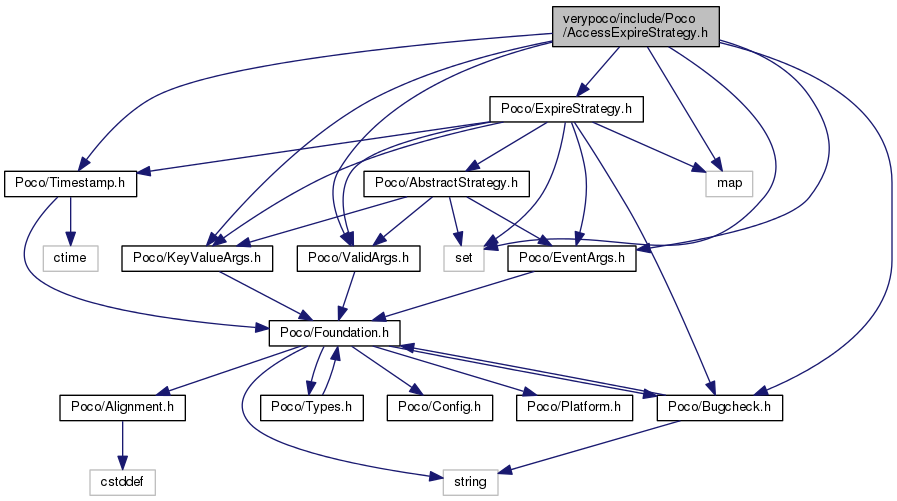 verypoco/include/Poco
/AccessExpireStrategy.h
Poco/ExpireStrategy.h
Poco/Timestamp.h
Poco/AbstractStrategy.h
map
ctime
Poco/KeyValueArgs.h
Poco/ValidArgs.h
set
Poco/EventArgs.h
Poco/Foundation.h
Poco/Alignment.h
Poco/Types.h
Poco/Config.h
Poco/Platform.h
Poco/Bugcheck.h
cstddef
string